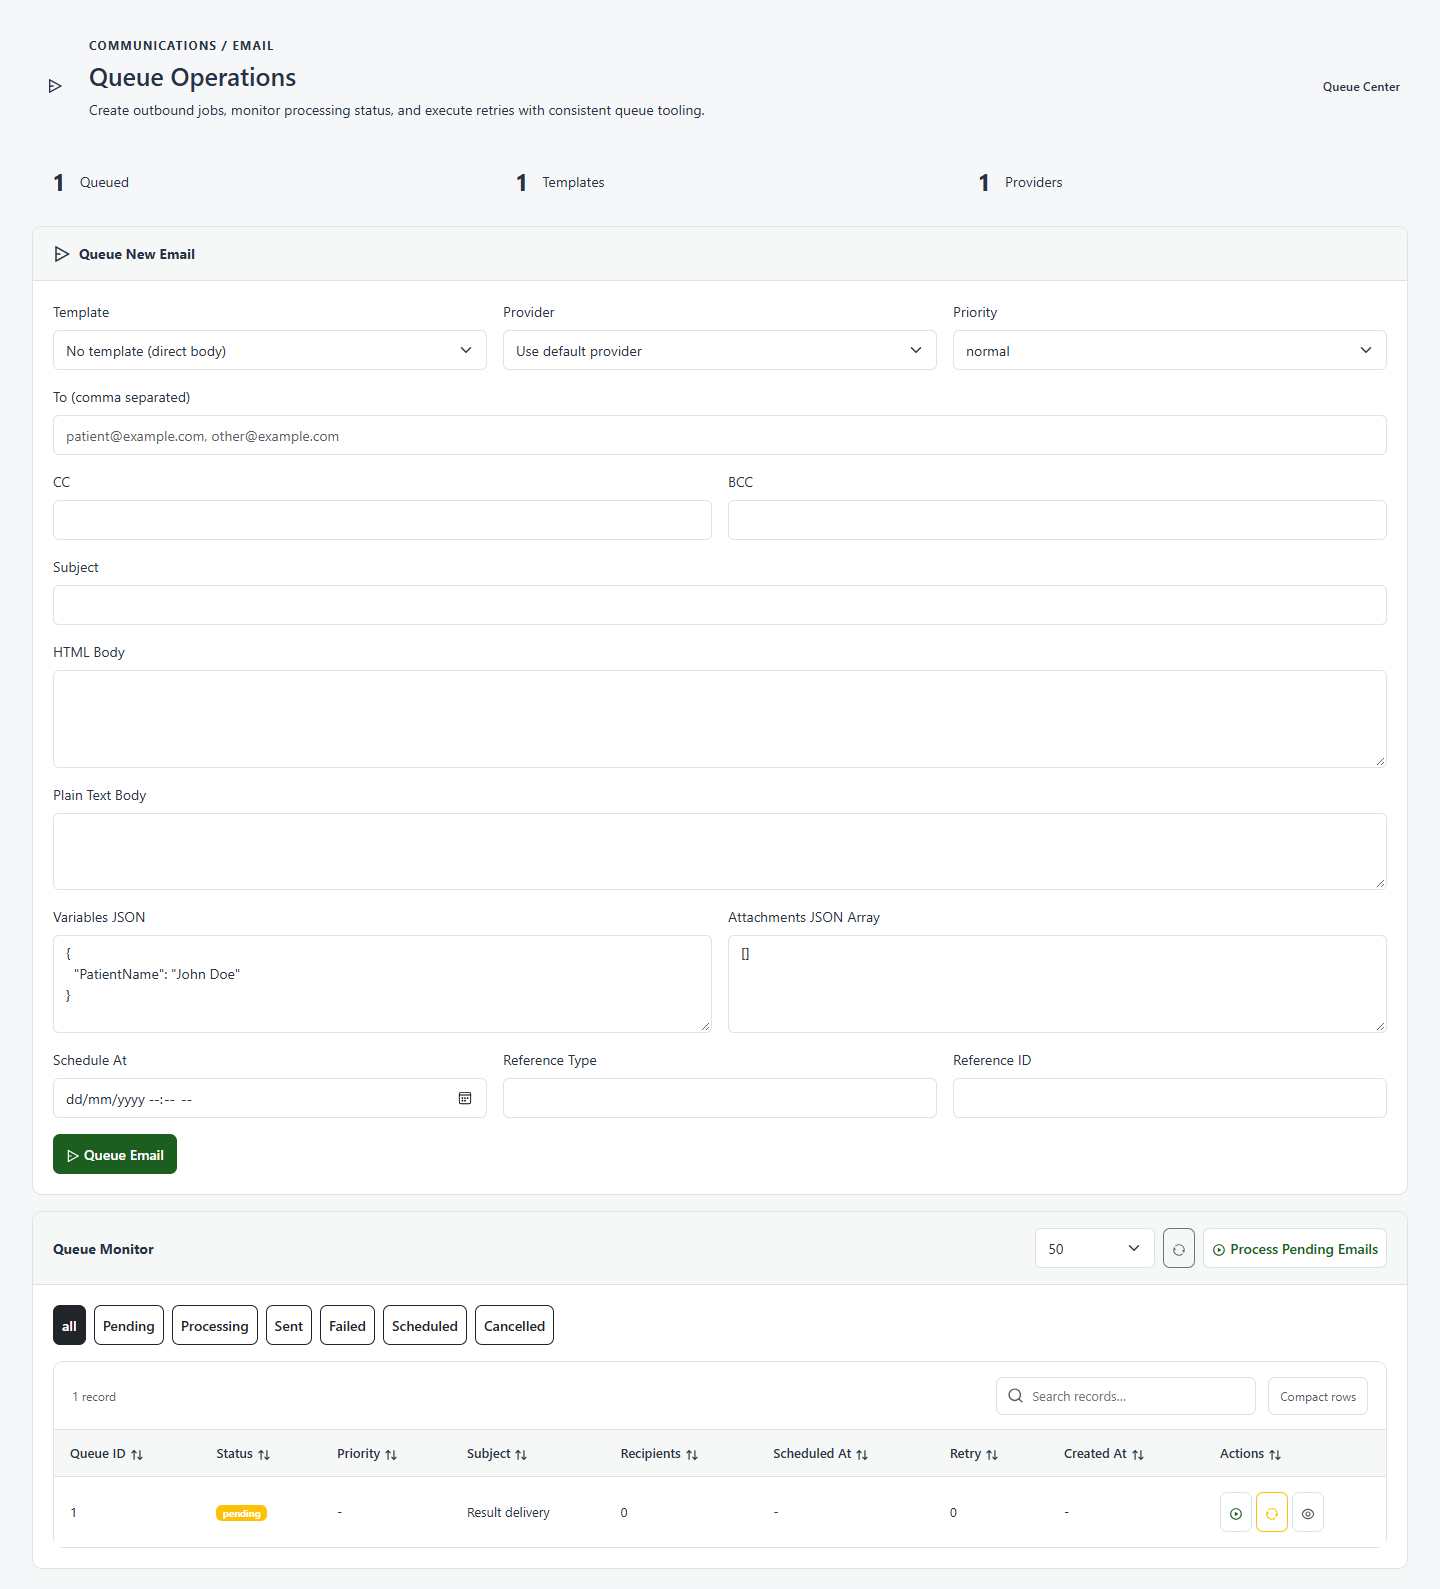 COMMUNICATIONS / EMAIL
Queue Operations
Create outbound jobs, monitor processing status, and execute retries with consistent queue tooling.
Queue Center
1 Queued
1 Templates
1 Providers
Queue New Email
Template
Provider
Priority
No template (direct body)
Use default provider
normal
To (comma separated)
patient@example.com, other@example.com
CC
BCC
Subject
HTML Body
Plain Text Body
Variables JSON
Attachments JSON Array
{
"PatientName": "John Doe"
}
[]
Schedule At
Reference Type
Reference ID
dd/mm/yyyy --:-- --
Queue Email
Queue Monitor
50
Process Pending Emails
all
Pending
Processing
Sent
Failed
Scheduled
Cancelled
1 record
Search records...
Compact rows
Queue ID
Status
Priority
Subject
Recipients
Scheduled At
Retry
Created At
Actions
1
pending
-
Result delivery
0
-
0
-